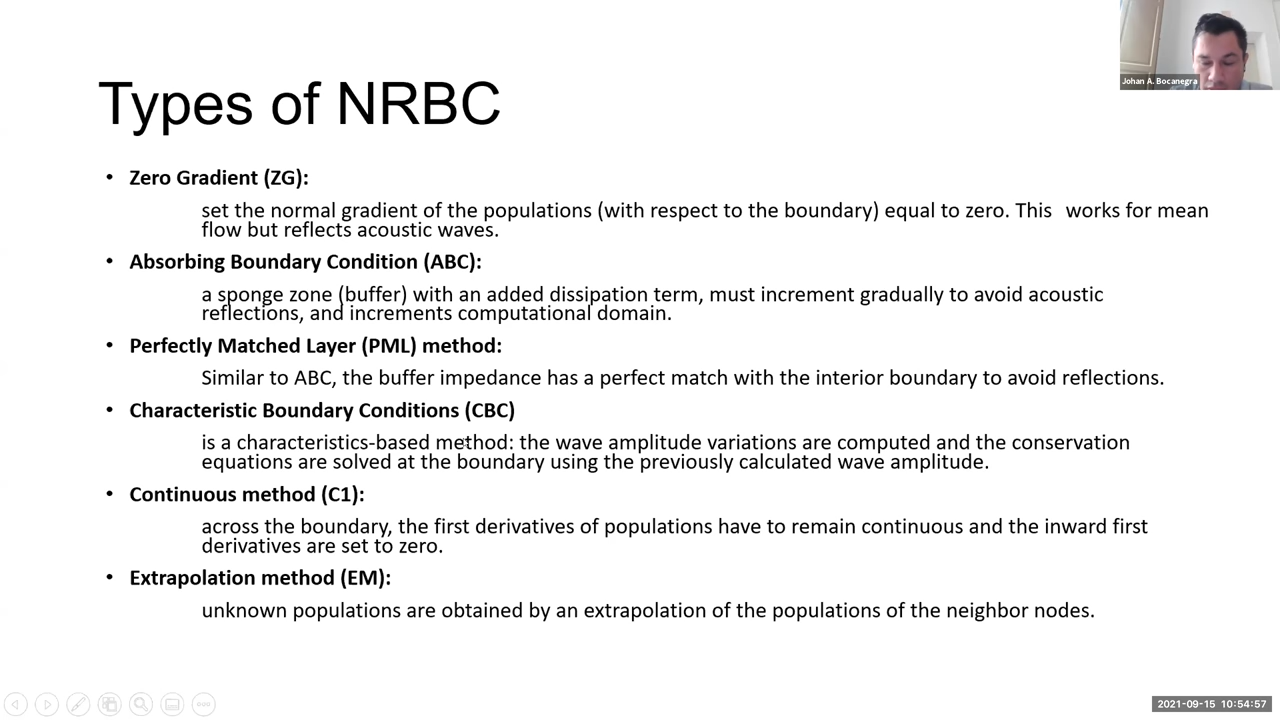 Johan A. Bocanegra
Types of NRBC
• Zero Gradient (ZG):
set the normal gradient of the populations (with respect to the boundary) equal to zero. This works for mean
flow but reflects acoustic waves.
• Absorbing Boundary Condition (ABC):
a sponge zone (buffer) with an added dissipation term, must increment gradually to avoid acoustic
reflections, and increments computational domain.
• Perfectly Matched Layer (PML) method:
Similar to ABC, the buffer impedance has a perfect match with the interior boundary to avoid reflections.
• Characteristic Boundary Conditions (CBC)
is a characteristics-based method: the wave amplitude variations are computed and the conservation
equations are solved at the boundary using the previously calculated wave amplitude.
• Continuous method (C1):
across the boundary, the first derivatives of populations have to remain continuous and the inward first
derivatives are set to zero.
• Extrapolation method (EM):
unknown populations are obtained by an extrapolation of the populations of the neighbor nodes.
2021-09-15 10:54:57